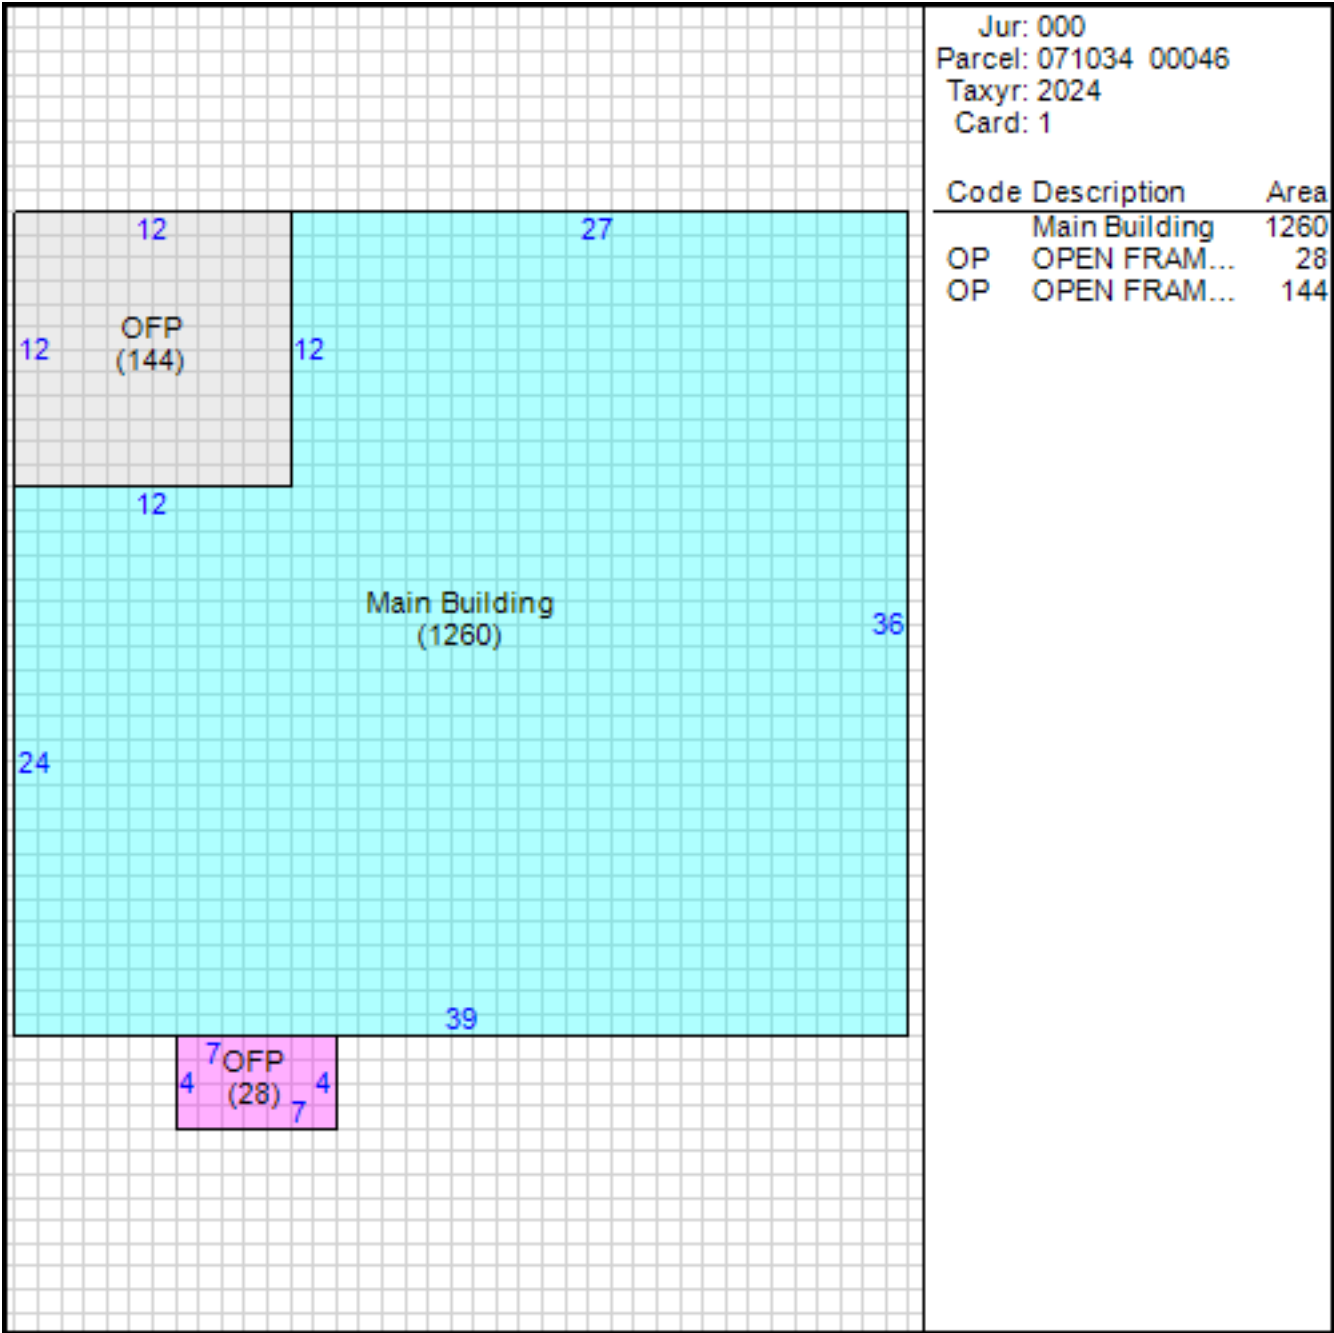 Jur: 000
Parcel: 071034 00046
Taxyr: 2024
Card: 1
Code Description Area
Main Building 1260
OP OPEN FRAM... 28
OP OPEN FRAM... 144
12
27
OFP
(144)
12
12
12
Main Building
(1260)
36
24
39
7
OFP
4
(28)
4
7